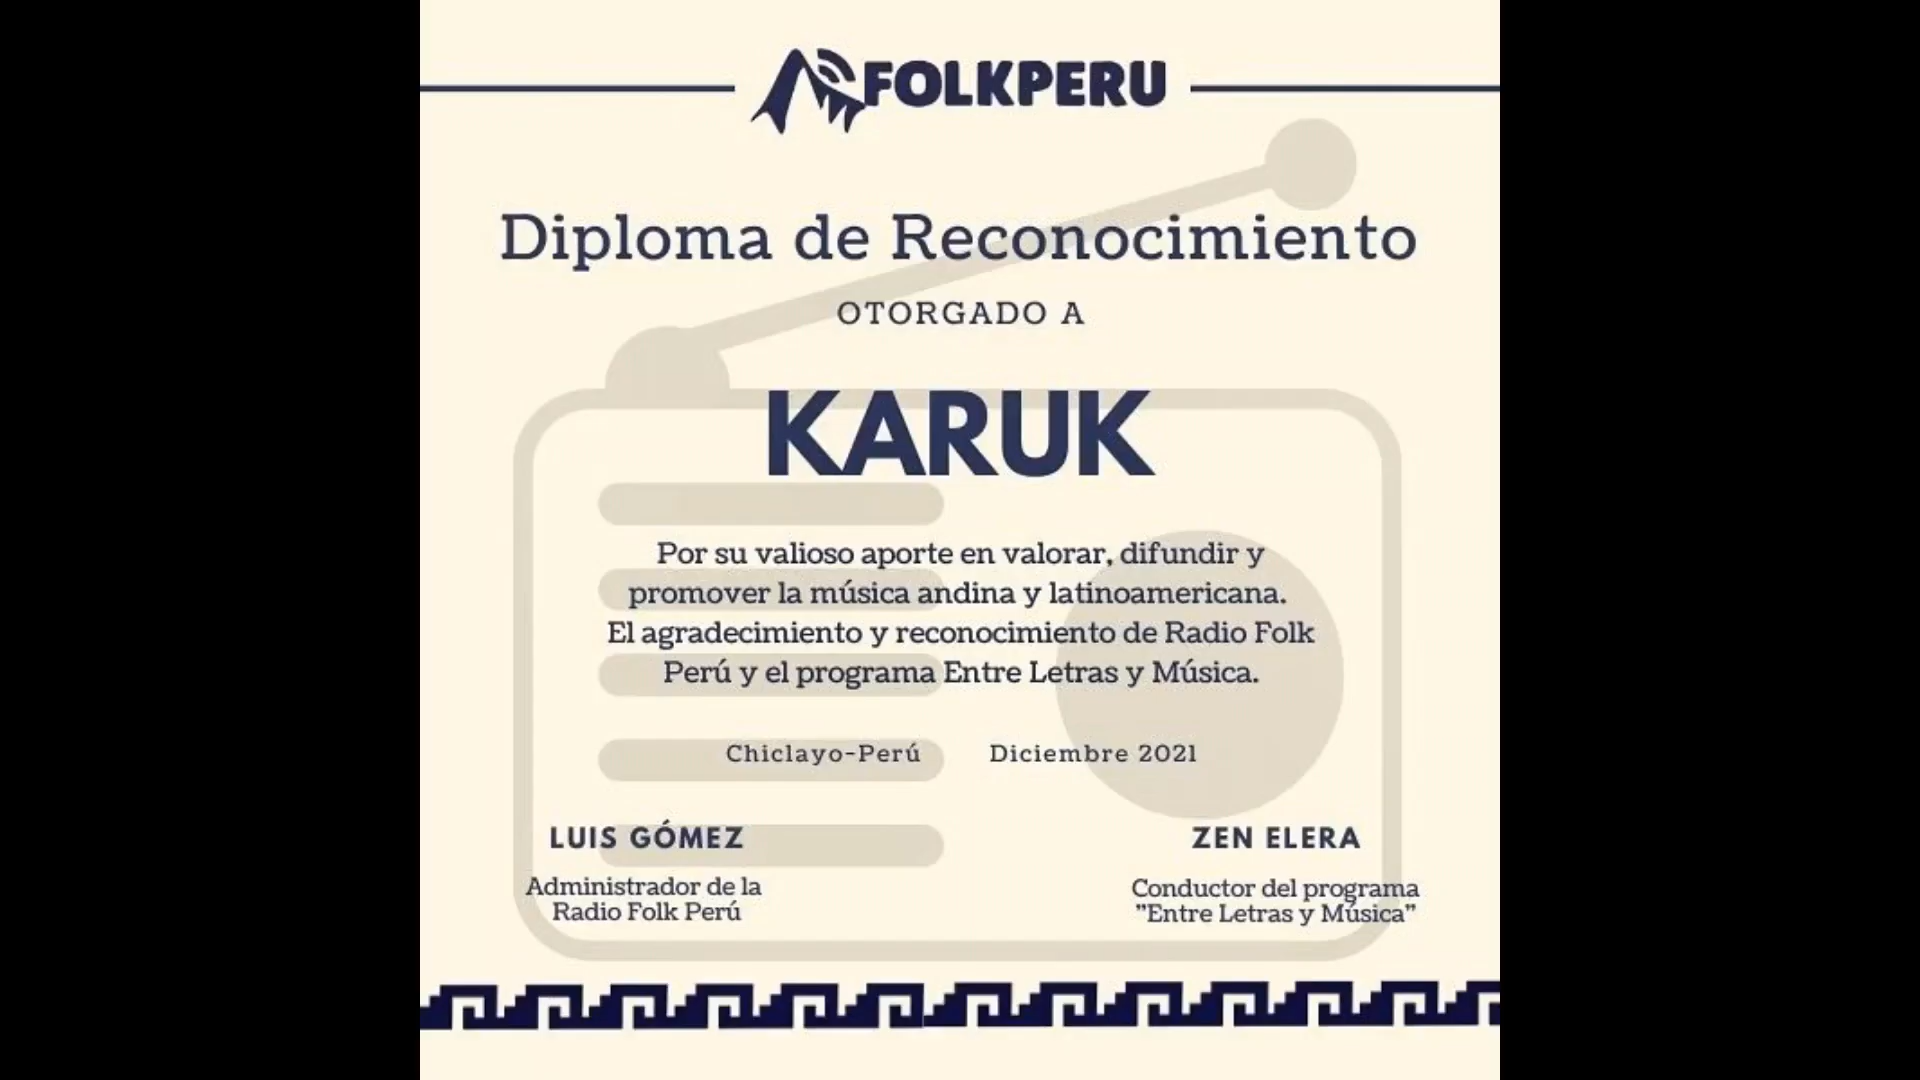 FOLKPERU
Diploma de Reconocimiento
OTORGADO A
KARUK
Por su valioso aporte en valorar, difundir y
promover la música andina y latinoamericana.
El agradecimiento y reconocimiento de Radio Folk
Perú y el programa Entre Letras y Música.
Chiclayo-Perú Diciembre 2021
LUIS GÓMEZ
Administrador de la
Radio Folk Perú
ZEN ELERA
Conductor del programa
"Entre Letras y Música"